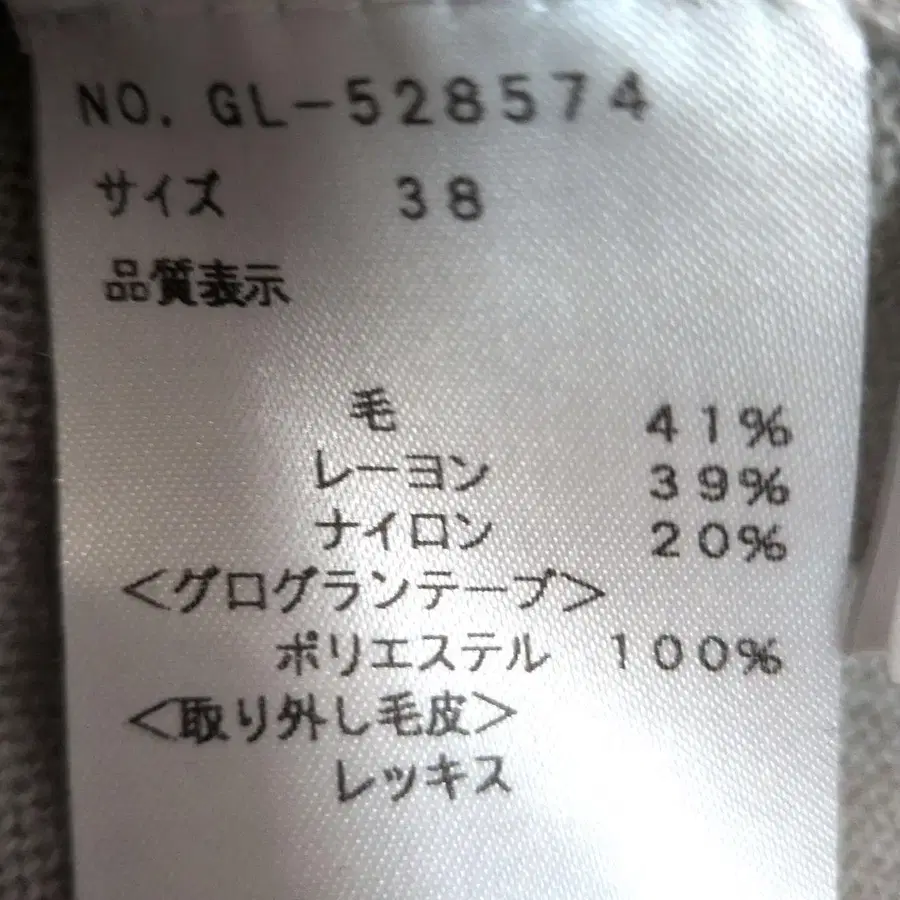 NO. GL-528574
サイズ 38
品質表示
毛 41%
レーヨン 39%
ナイロン 20%
<グログランテープ>
ポリエステル 100%
<取り外し毛皮>
レッキス